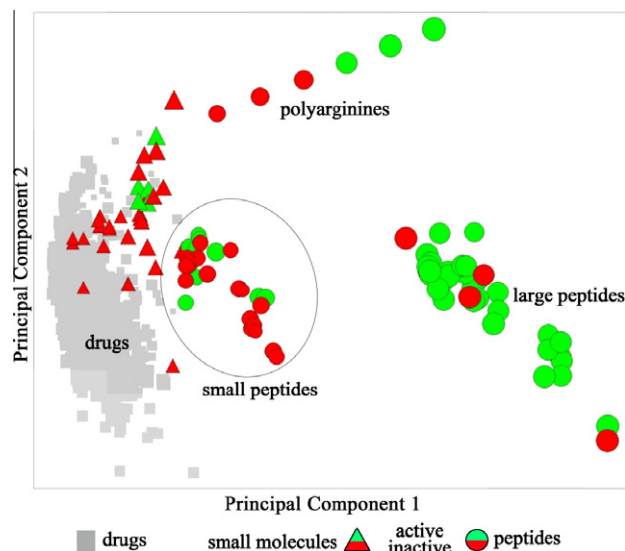 polyarginines
Principal Component 2
large peptides
drugs
small peptides
Principal Component 1
drugs
small molecules
active
inactive
peptides